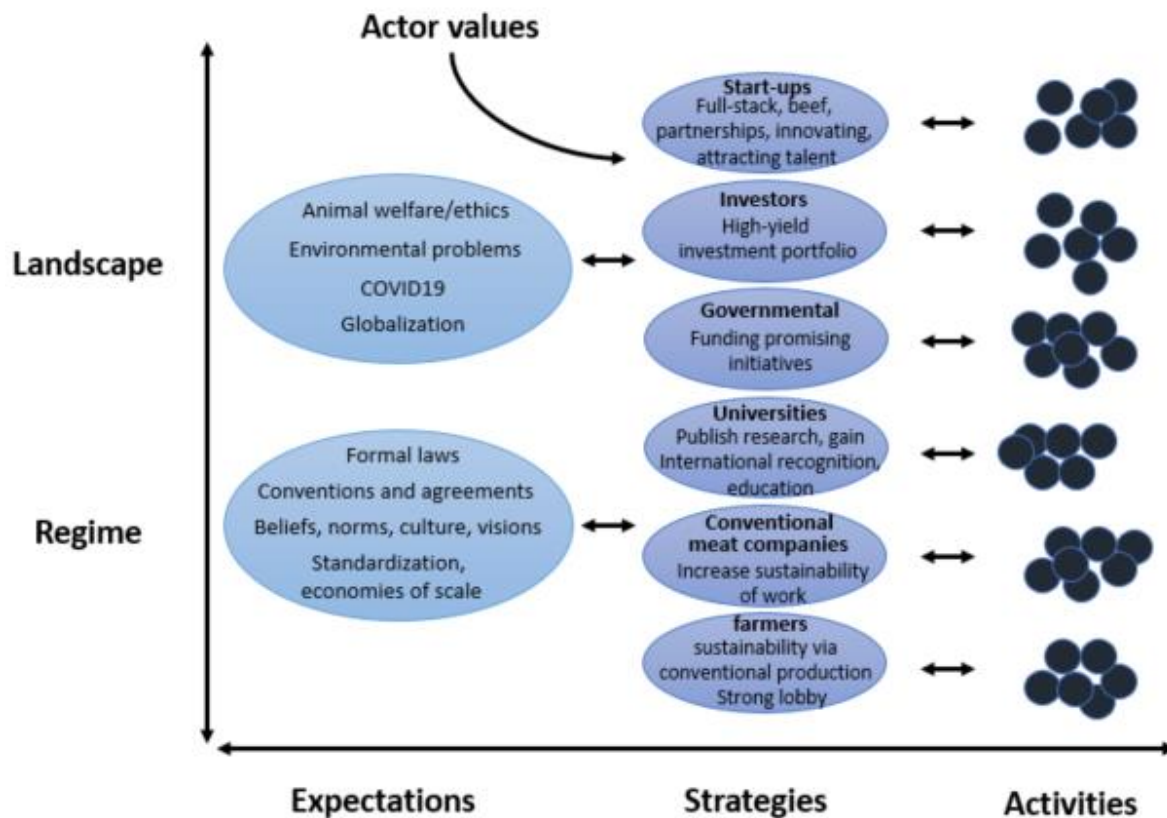 Actor values
Landscape
Regime
Animal welfare/ethics
Environmental problems
COVID19
Globalization
Formal laws
Conventions and agreements
Beliefs, norms, culture, visions
Standardization,
economies of scale
Start-ups
Full-stack, beef,
partnerships, innovating,
attracting talent
Investors
High-yield
investment portfolio
Governmental
Funding promising
initiatives
Universities
Publish research, gain
International recognition,
education
Conventional
meat companies
Increase sustainability
of work
farmers
sustainability via
conventional production
Strong lobby
Expectations
Strategies
Activities